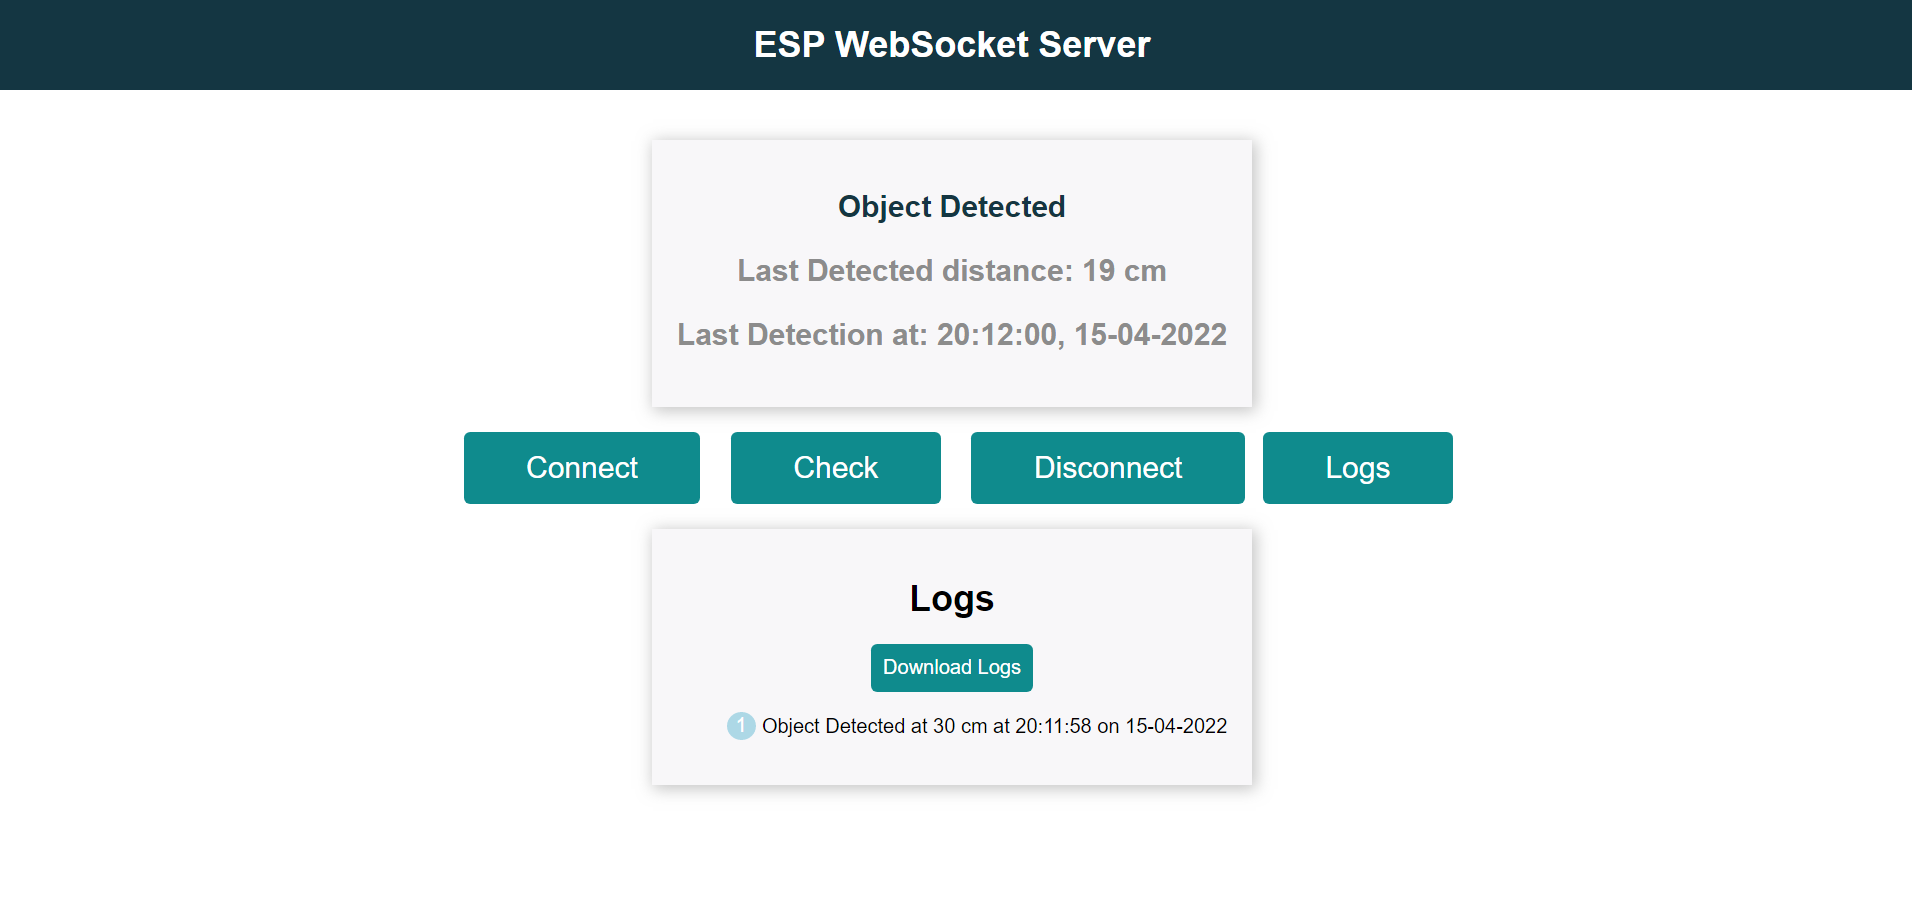 ESP WebSocket Server
Object Detected
Last Detected distance: 19 cm
Last Detection at: 20:12:00, 15-04-2022
Connect Check Disconnect Logs
Logs
Download Logs
1 Object Detected at 30 cm at 20:11:58 on 15-04-2022